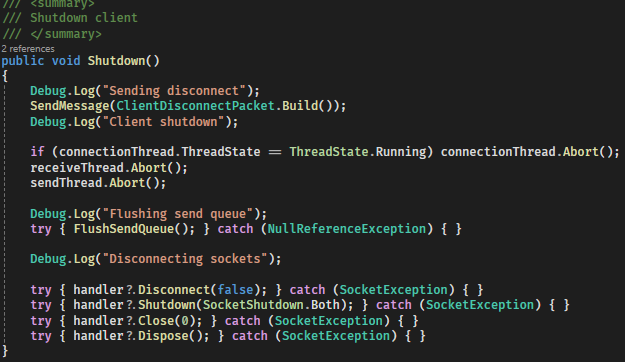 /// <summary>
/// Shutdown client
/// </summary>
2 references
public void Shutdown()
{
    Debug.Log("Sending disconnect");
    SendMessage(ClientDisconnectPacket.Build());
    Debug.Log("Client shutdown");

    if (connectionThread.ThreadState == ThreadState.Running) connectionThread.Abort();
    receiveThread.Abort();
    sendThread.Abort();

    Debug.Log("Flushing send queue");
    try { FlushSendQueue(); } catch (NullReferenceException) { }

    Debug.Log("Disconnecting sockets");

    try { handler?.Disconnect(false); } catch (SocketException) { }
    try { handler?.Shutdown(SocketShutdown.Both); } catch (SocketException) { }
    try { handler?.Close(0); } catch (SocketException) { }
    try { handler?.Dispose(); } catch (SocketException) { }
}